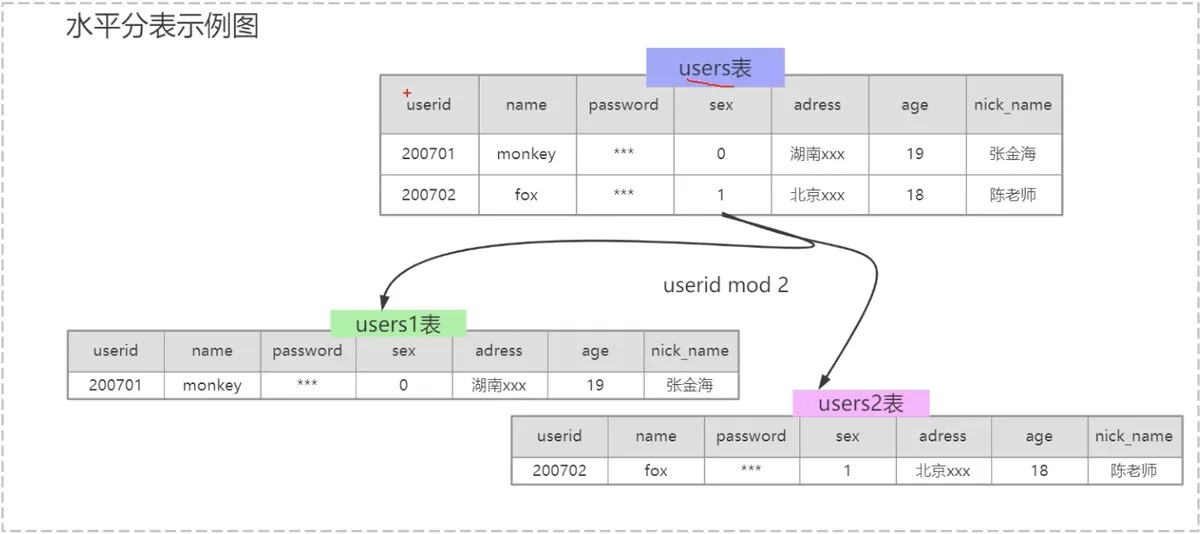 水平分表示例图
users表
userid name password sex adress age nick_name
200701 monkey *** 0 湖南xxx 19 张金海
200702 fox *** 1 北京xxx 18 陈老师
userid mod 2
users1表
userid name password sex adress age nick_name
200701 monkey *** 0 湖南xxx 19 张金海
users2表
userid name password sex adress age nick_name
200702 fox *** 1 北京xxx 18 陈老师